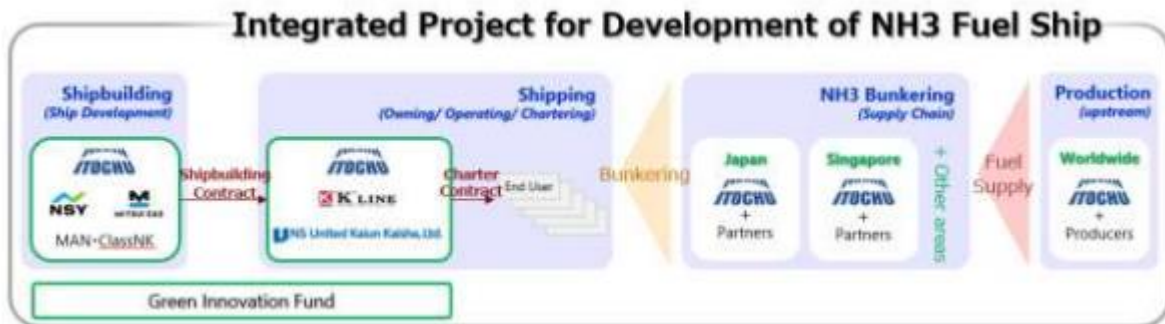 Integrated Project for Development of NH3 Fuel Ship
Shipbuilding
(Ship Development)
ITOCHU
NSY
MITSUI E&S
MAN・ClassNK
Shipbuilding
Contract
Shipping
(Owning/ Operating/ Chartering)
ITOCHU
K LINE
NS United Kaiun Kaisha, Ltd.
Charter
Contract
End User
Bunkering
NH3 Bunkering
(Supply Chain)
Japan
ITOCHU
+
Partners
Singapore
ITOCHU
+
Partners
+ Other areas
Fuel
Supply
Production
(upstream)
Worldwide
ITOCHU
+
Producers
Green Innovation Fund